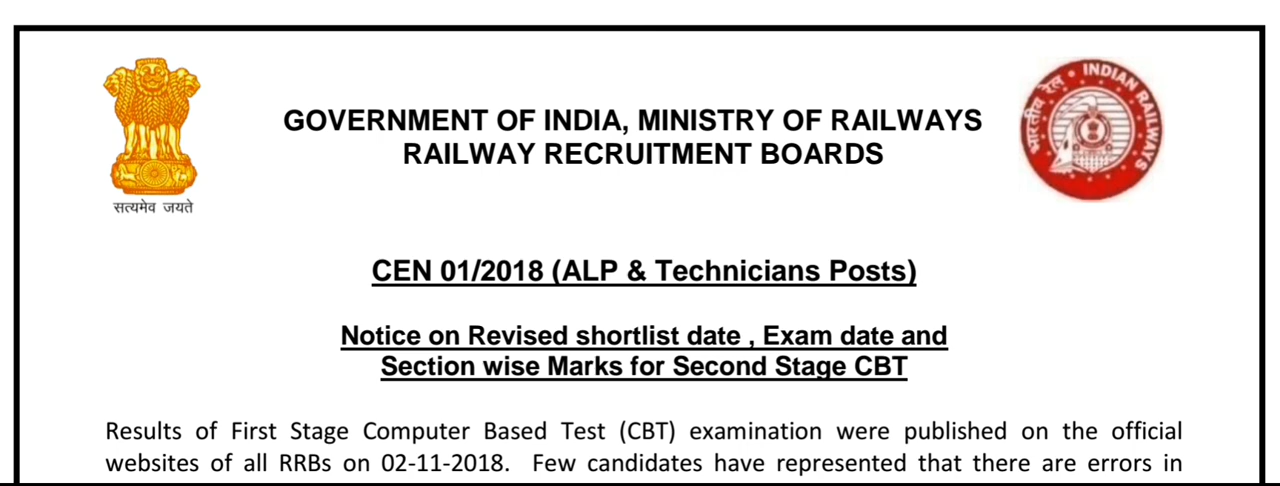 सत्यमेव जयते
भारतीय रेल • INDIAN RAILWAYS
GOVERNMENT OF INDIA, MINISTRY OF RAILWAYS
RAILWAY RECRUITMENT BOARDS
CEN 01/2018 (ALP & Technicians Posts)
Notice on Revised shortlist date , Exam date and
Section wise Marks for Second Stage CBT
Results of First Stage Computer Based Test (CBT) examination were published on the official
websites of all RRBs on 02-11-2018. Few candidates have represented that there are errors in